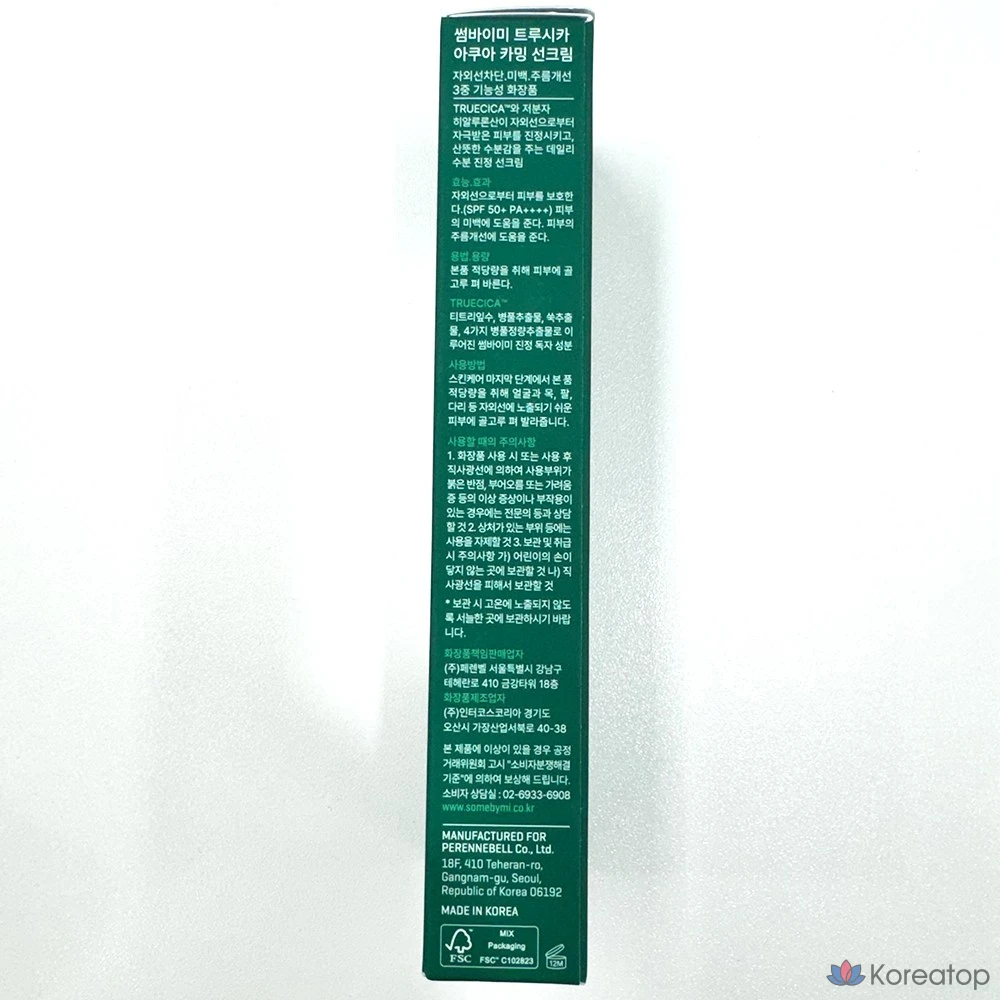 썸바이미 트루시카
아쿠아 카밍 선크림
자외선차단.미백.주름개선
3중 기능성 화장품
TRUECICA™와 저분자
히알루론산이 자외선으로부터
자극받은 피부를 진정시키고,
산뜻한 수분감을 주는 데일리
수분 진정 선크림
효능.효과
자외선으로부터 피부를 보호한
다.(SPF 50+ PA++++) 피부
의 미백에 도움을 준다. 피부의
주름개선에 도움을 준다.
용법.용량
본품 적당량을 취해 피부에 골
고루 펴 바른다.
TRUECICA™
티트리잎수, 병풀추출물, 쑥추출
물, 4가지 병풀정량추출물로 이
루어진 썸바이미 진정 독자 성분
사용방법
스킨케어 마지막 단계에서 본 품
적당량을 취해 얼굴과 목, 팔,
다리 등 자외선에 노출되기 쉬운
피부에 골고루 펴 발라줍니다.
사용할 때의 주의사항
1. 화장품 사용 시 또는 사용 후
직사광선에 의하여 사용부위가
붉은 반점, 부어오름 또는 가려움
증 등의 이상 증상이나 부작용이
있는 경우에는 전문의 등과 상담
할 것 2. 상처가 있는 부위 등에는
사용을 자제할 것 3. 보관 및 취급
시 주의사항 가) 어린이의 손이
닿지 않는 곳에 보관할 것 나) 직
사광선을 피해서 보관할 것
* 보관 시 고온에 노출되지 않도
록 서늘한 곳에 보관하시기 바랍
니다.
화장품책임판매업자
(주)페렌벨 서울특별시 강남구
테헤란로 410 금강타워 18층
화장품제조업자
(주)인터코스코리아 경기도
오산시 가장산업서북로 40-38
본 제품에 이상이 있을 경우 공정
거래위원회 고시 "소비자분쟁해결
기준"에 의하여 보상해 드립니다.
소비자 상담실 : 02-6933-6908
www.somebymi.co.kr
MANUFACTURED FOR
PERENNEBELL Co., Ltd.
18F, 410 Teheran-ro,
Gangnam-gu, Seoul,
Republic of Korea 06192
MADE IN KOREA
MIX
Packaging
FSC™ C102823
FSC
12M
Koreatop